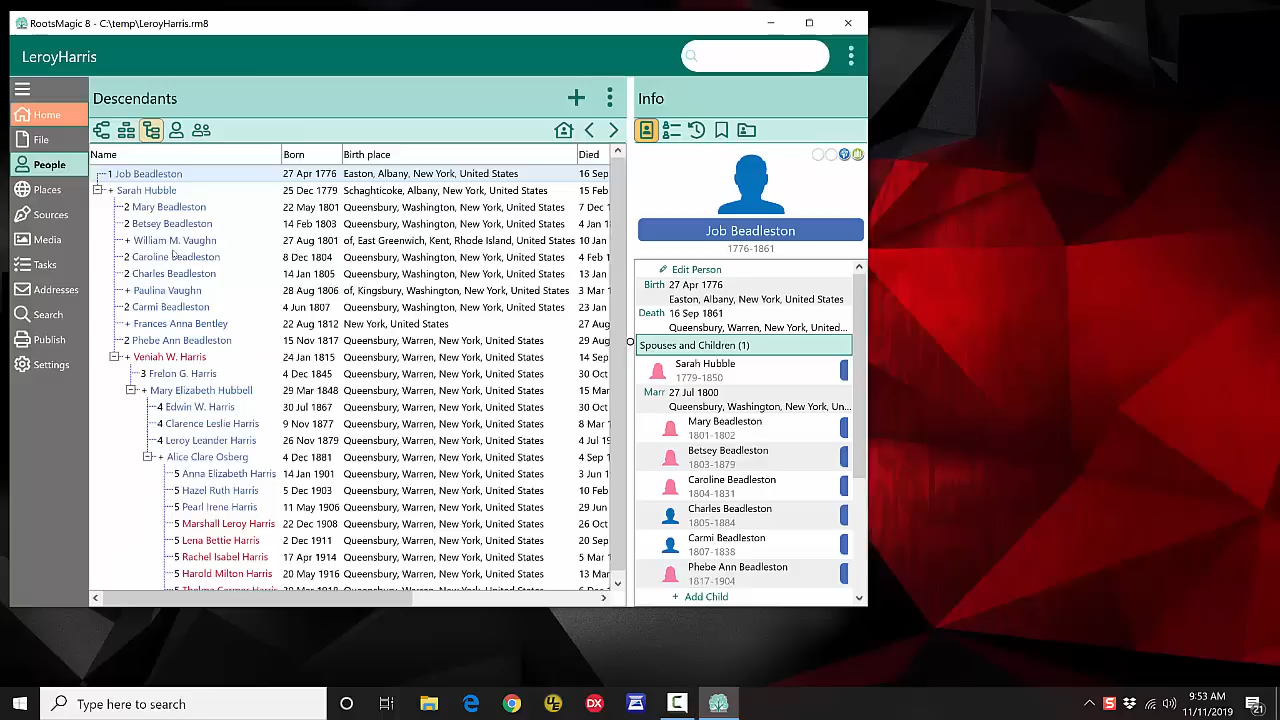 RootsMagic 8 - C:\temp\LeroyHarris.rm8
LeroyHarris
Home
File
People
Places
Sources
Media
Tasks
Addresses
Search
Publish
Settings
Descendants
Name Born Birth place Died
1 Job Beadleston 27 Apr 1776 Easton, Albany, New York, United States 16 Sep
+ Sarah Hubble 25 Dec 1779 Schaghticoke, Albany, New York, United States 15 Feb
2 Mary Beadleston 22 May 1801 Queensbury, Washington, New York, United States 7 Dec
2 Betsey Beadleston 14 Feb 1803 Queensbury, Washington, New York, United States 4 Jan
+ William M. Vaughn 27 Aug 1801 of, East Greenwich, Kent, Rhode Island, United States 10 Jan
2 Caroline Beadleston 8 Dec 1804 Queensbury, Washington, New York, United States 4 Feb
2 Charles Beadleston 14 Jan 1805 Queensbury, Washington, New York, United States 13 Jan
+ Paulina Vaughn 28 Aug 1806 of, Kingsbury, Washington, New York, United States 3 Mar
2 Carmi Beadleston 4 Jun 1807 Queensbury, Washington, New York, United States 23 Jan
+ Frances Anna Bentley 22 Aug 1812 New York, United States 27 Aug
2 Phebe Ann Beadleston 15 Nov 1817 Queensbury, Warren, New York, United States 29 Aug
+ Veniah W. Harris 24 Jan 1815 Queensbury, Warren, New York, United States 14 Sep
3 Frelon G. Harris 4 Dec 1845 Queensbury, Warren, New York, United States 30 Oct
+ Mary Elizabeth Hubbell 29 Mar 1848 Queensbury, Warren, New York, United States 15 Mar
4 Edwin W. Harris 30 Jul 1867 Queensbury, Warren, New York, United States 30 Oct
4 Clarence Leslie Harris 9 Nov 1877 Queensbury, Warren, New York, United States 8 Mar
4 Leroy Leander Harris 26 Nov 1879 Queensbury, Warren, New York, United States 4 Jul 19
+ Alice Clare Osberg 4 Dec 1881 Queensbury, Warren, New York, United States 4 Sep
5 Anna Elizabeth Harris 14 Jan 1901 Queensbury, Warren, New York, United States 3 Jun
5 Hazel Ruth Harris 5 Dec 1903 Queensbury, Warren, New York, United States 10 Feb
5 Pearl Irene Harris 11 May 1906 Queensbury, Warren, New York, United States 29 Jun
5 Marshall Leroy Harris 22 Dec 1908 Queensbury, Warren, New York, United States 26 Oct
5 Lena Bettie Harris 2 Dec 1911 Queensbury, Warren, New York, United States 20 Sep
5 Rachel Isabel Harris 17 Apr 1914 Queensbury, Warren, New York, United States 5 Mar
5 Harold Milton Harris 20 May 1916 Queensbury, Warren, New York, United States 13 Mar
Info
Job Beadleston
1776-1861
Edit Person
Birth 27 Apr 1776
Easton, Albany, New York, United States
Death 16 Sep 1861
Queensbury, Warren, New York, United...
Spouses and Children (1)
Sarah Hubble
1779-1850
Marr 27 Jul 1800
Queensbury, Washington, New York, Un...
Mary Beadleston
1801-1802
Betsey Beadleston
1803-1879
Caroline Beadleston
1804-1831
Charles Beadleston
1805-1884
Carmi Beadleston
1807-1838
Phebe Ann Beadleston
1817-1904
+ Add Child
Type here to search
UE
DX
9:53 AM
11/11/2019
21